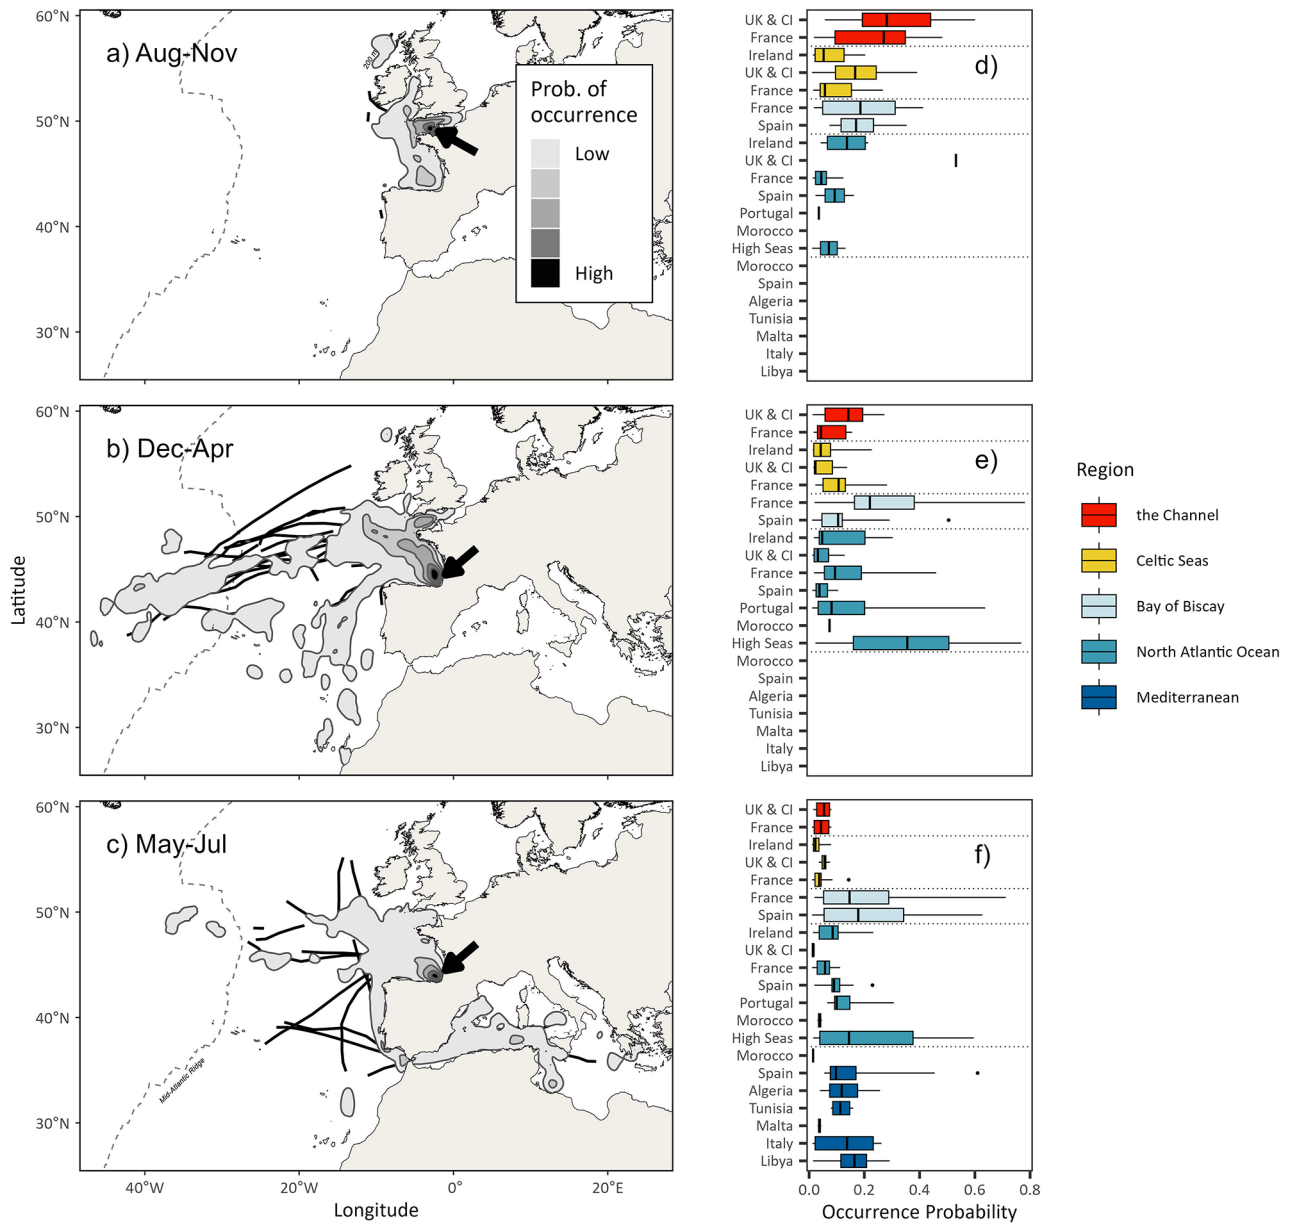 60°N
50°N
40°N
30°N
a) Aug-Nov
200 m
Prob. of
occurrence
Low
High
UK & CI
France
Ireland
UK & CI
France
France
Spain
Ireland
UK & CI
France
Spain
Portugal
Morocco
High Seas
Morocco
Spain
Algeria
Tunisia
Malta
Italy
Libya
d)
60°N
50°N
40°N
30°N
b) Dec-Apr
Latitude
UK & CI
France
Ireland
UK & CI
France
France
Spain
Ireland
UK & CI
France
Spain
Portugal
Morocco
High Seas
Morocco
Spain
Algeria
Tunisia
Malta
Italy
Libya
e)
Region
the Channel
Celtic Seas
Bay of Biscay
North Atlantic Ocean
Mediterranean
60°N
50°N
40°N
30°N
c) May-Jul
Mid-Atlantic Ridge
40°W
20°W
0°
20°E
Longitude
UK & CI
France
Ireland
UK & CI
France
France
Spain
Ireland
UK & CI
France
Spain
Portugal
Morocco
High Seas
Morocco
Spain
Algeria
Tunisia
Malta
Italy
Libya
f)
0.0
0.2
0.4
0.6
0.8
Occurrence Probability